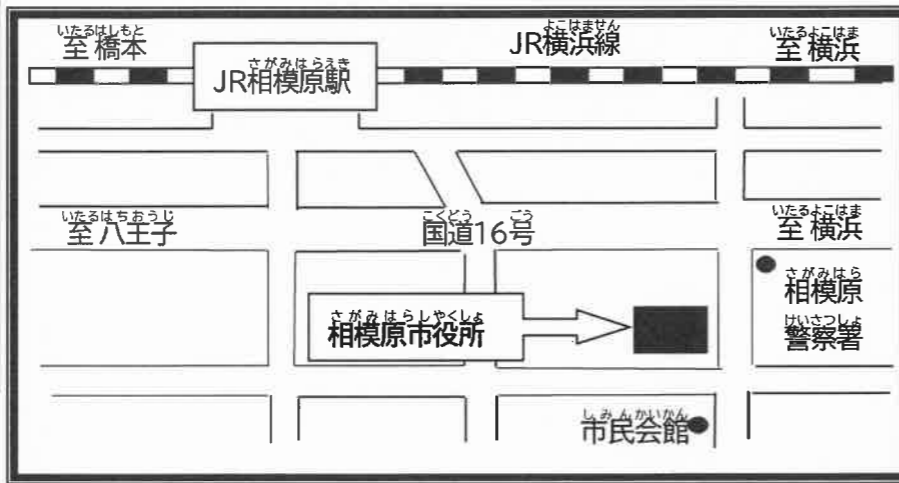 いたるはしもと
至 橋本
さがみはらえき
JR相模原駅
よこはません
JR横浜線
いたるよこはま
至 横浜
いたるはちおうじ
至 八王子
こくどう ごう
国道16号
いたるよこはま
至 横浜
さがみはらしやくしょ
相模原市役所
さがみはら
相模原
けいさつしょ
警察署
しみんかいかん
市民会館